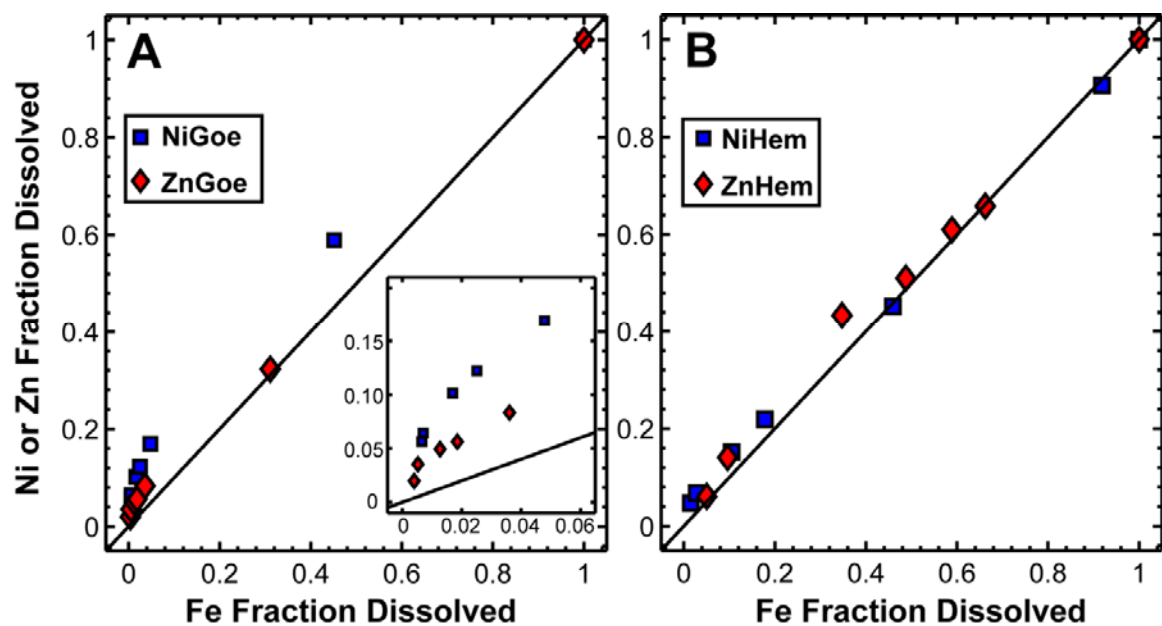 A
NiGoe
ZnGoe
Ni or Zn Fraction Dissolved
1
0.8
0.6
0.4
0.2
0
0 0.2 0.4 0.6 0.8 1
Fe Fraction Dissolved
0.15
0.10
0.05
0
0 0.02 0.04 0.06
B
NiHem
ZnHem
1
0.8
0.6
0.4
0.2
0
0 0.2 0.4 0.6 0.8 1
Fe Fraction Dissolved